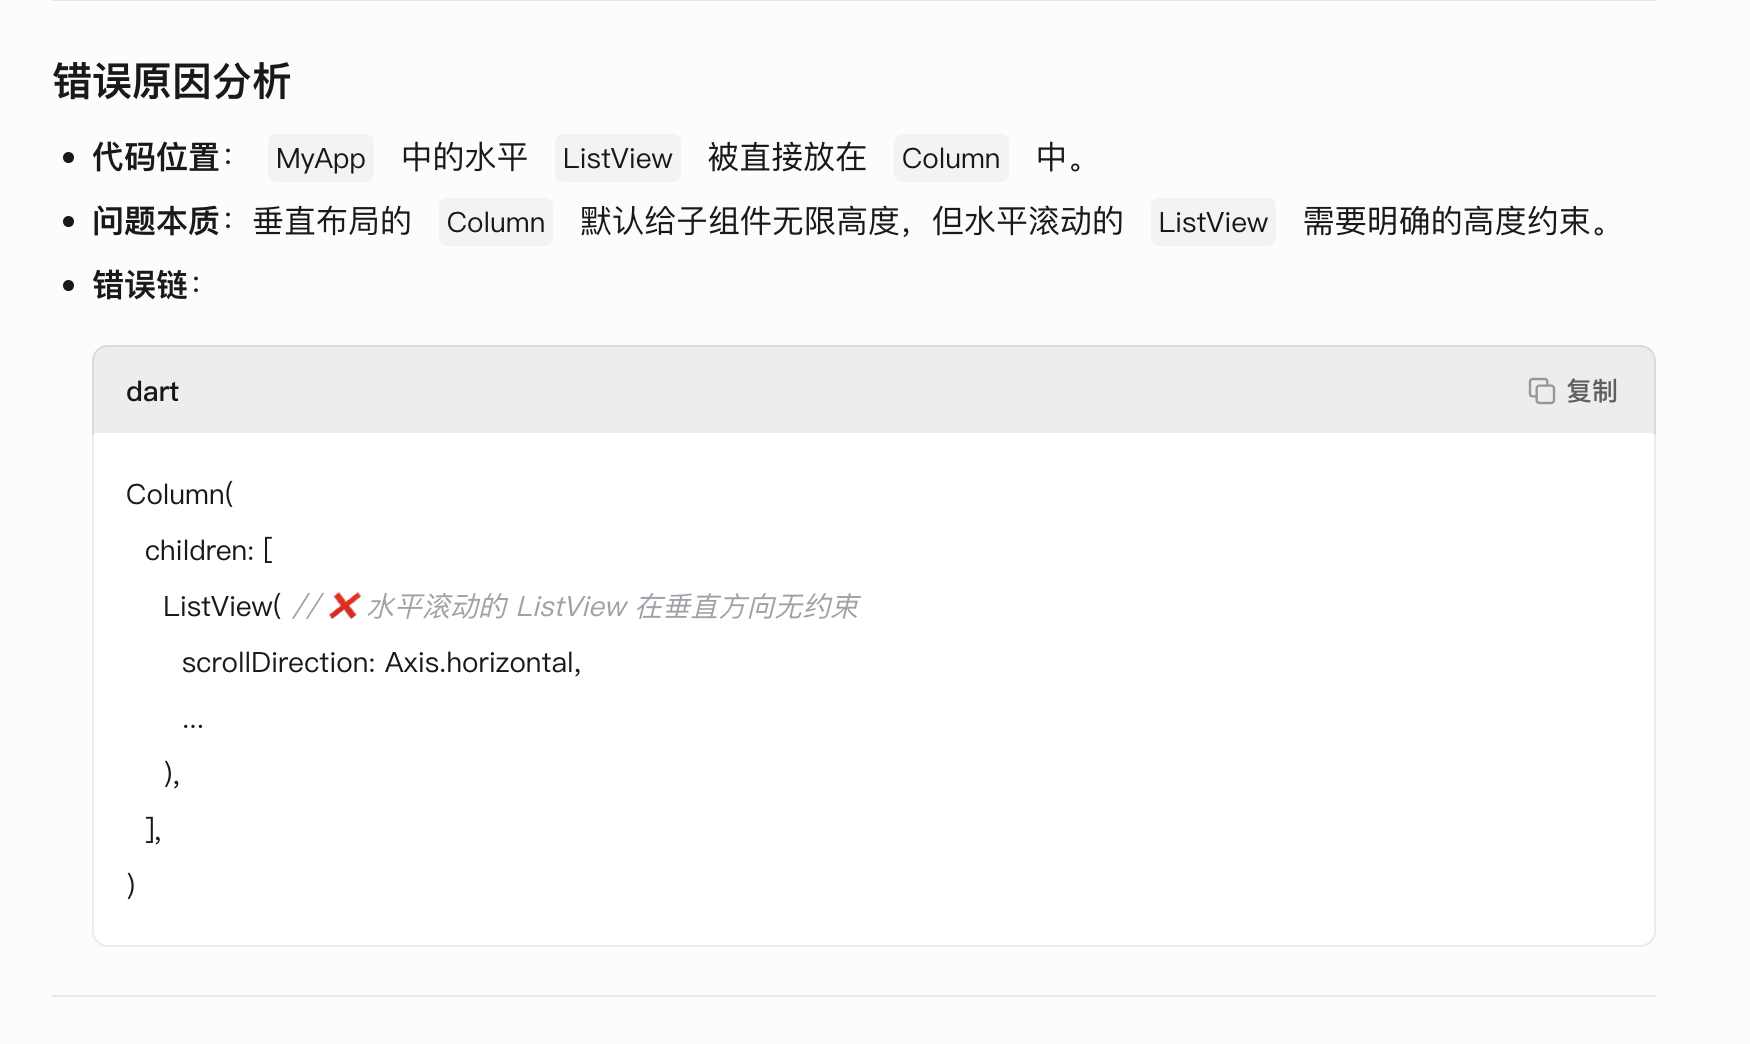 错误原因分析
代码位置： MyApp 中的水平 ListView 被直接放在 Column 中。
问题本质：垂直布局的 Column 默认给子组件无限高度，但水平滚动的 ListView 需要明确的高度约束。
错误链：
dart
复制
Column(
children: [
ListView( // ❌ 水平滚动的 ListView 在垂直方向无约束
scrollDirection: Axis.horizontal,
...
),
],
)